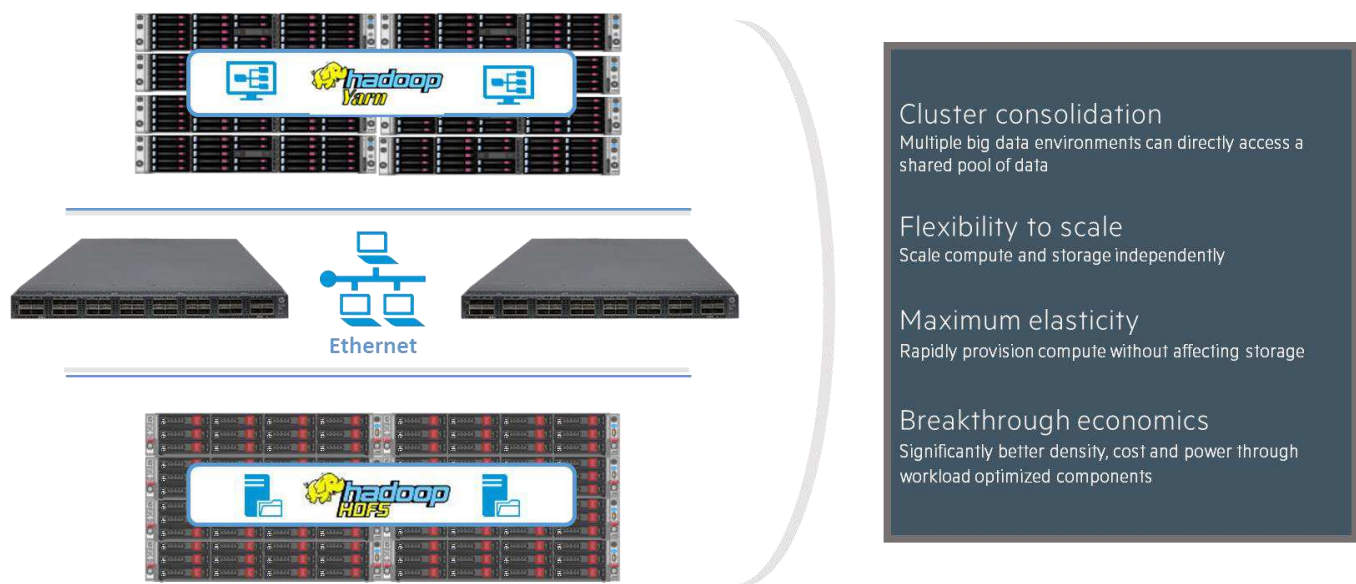 hadoop
Yarn
Ethernet
hadoop
HDFS
Cluster consolidation
Multiple big data environments can directly access a
shared pool of data
Flexibility to scale
Scale compute and storage independently
Maximum elasticity
Rapidly provision compute without affecting storage
Breakthrough economics
Significantly better density, cost and power through
workload optimized components